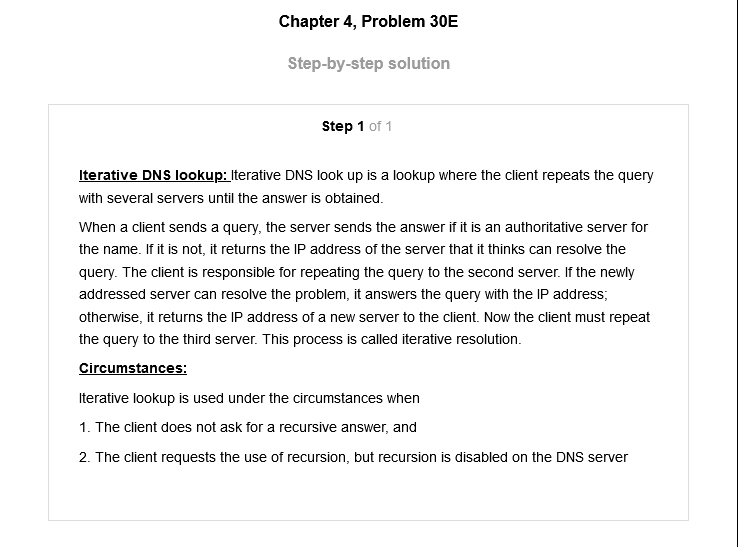 Chapter 4, Problem 30E
Step-by-step solution
Step 1 of 1
Iterative DNS lookup: Iterative DNS look up is a lookup where the client repeats the query
with several servers until the answer is obtained.
When a client sends a query, the server sends the answer if it is an authoritative server for
the name. If it is not, it returns the IP address of the server that it thinks can resolve the
query. The client is responsible for repeating the query to the second server. If the newly
addressed server can resolve the problem, it answers the query with the IP address;
otherwise, it returns the IP address of a new server to the client. Now the client must repeat
the query to the third server. This process is called iterative resolution.
Circumstances:
Iterative lookup is used under the circumstances when
1. The client does not ask for a recursive answer, and
2. The client requests the use of recursion, but recursion is disabled on the DNS server